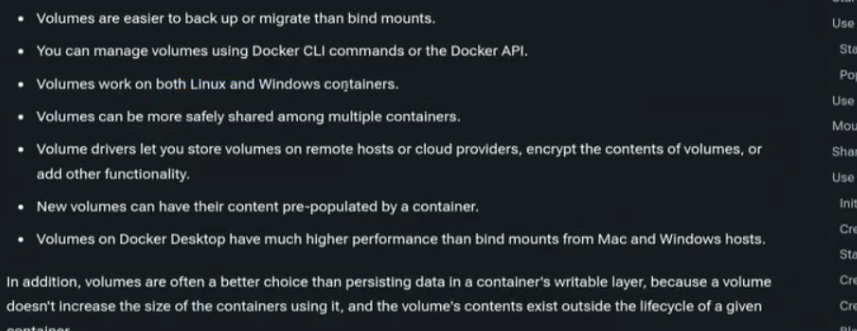 • Volumes are easier to back up or migrate than bind mounts.
• You can manage volumes using Docker CLI commands or the Docker API.
• Volumes work on both Linux and Windows containers.
• Volumes can be more safely shared among multiple containers.
• Volume drivers let you store volumes on remote hosts or cloud providers, encrypt the contents of volumes, or
add other functionality.
• New volumes can have their content pre-populated by a container.
• Volumes on Docker Desktop have much higher performance than bind mounts from Mac and Windows hosts.
In addition, volumes are often a better choice than persisting data in a container's writable layer, because a volume
doesn't increase the size of the containers using it, and the volume's contents exist outside the lifecycle of a given
container.
Use
Sta
Pop
Use
Mou
Shar
Use
Init
Cre
Sta
Cre
Cre